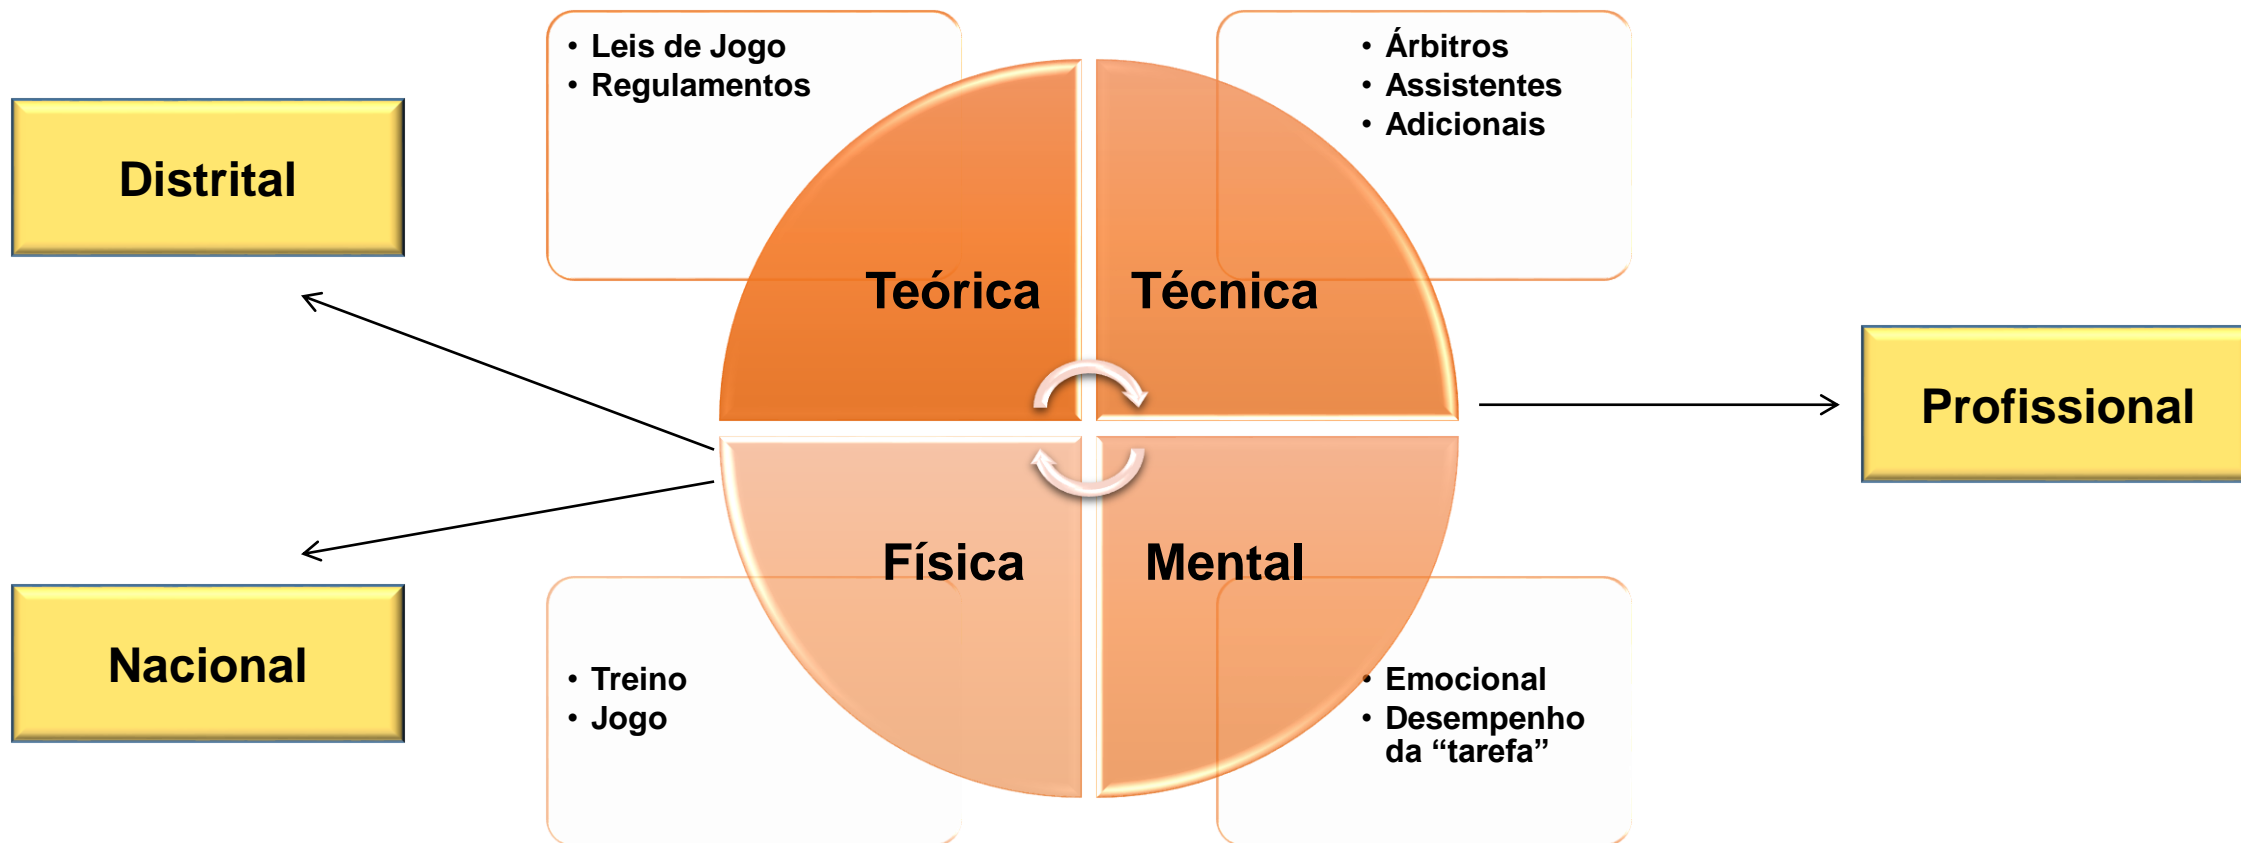 Distrital
Nacional
• Leis de Jogo
• Regulamentos
• Árbitros
• Assistentes
• Adicionais
Teórica
Técnica
Física
Mental
• Treino
• Jogo
• Emocional
• Desempenho
da “tarefa”
Profissional